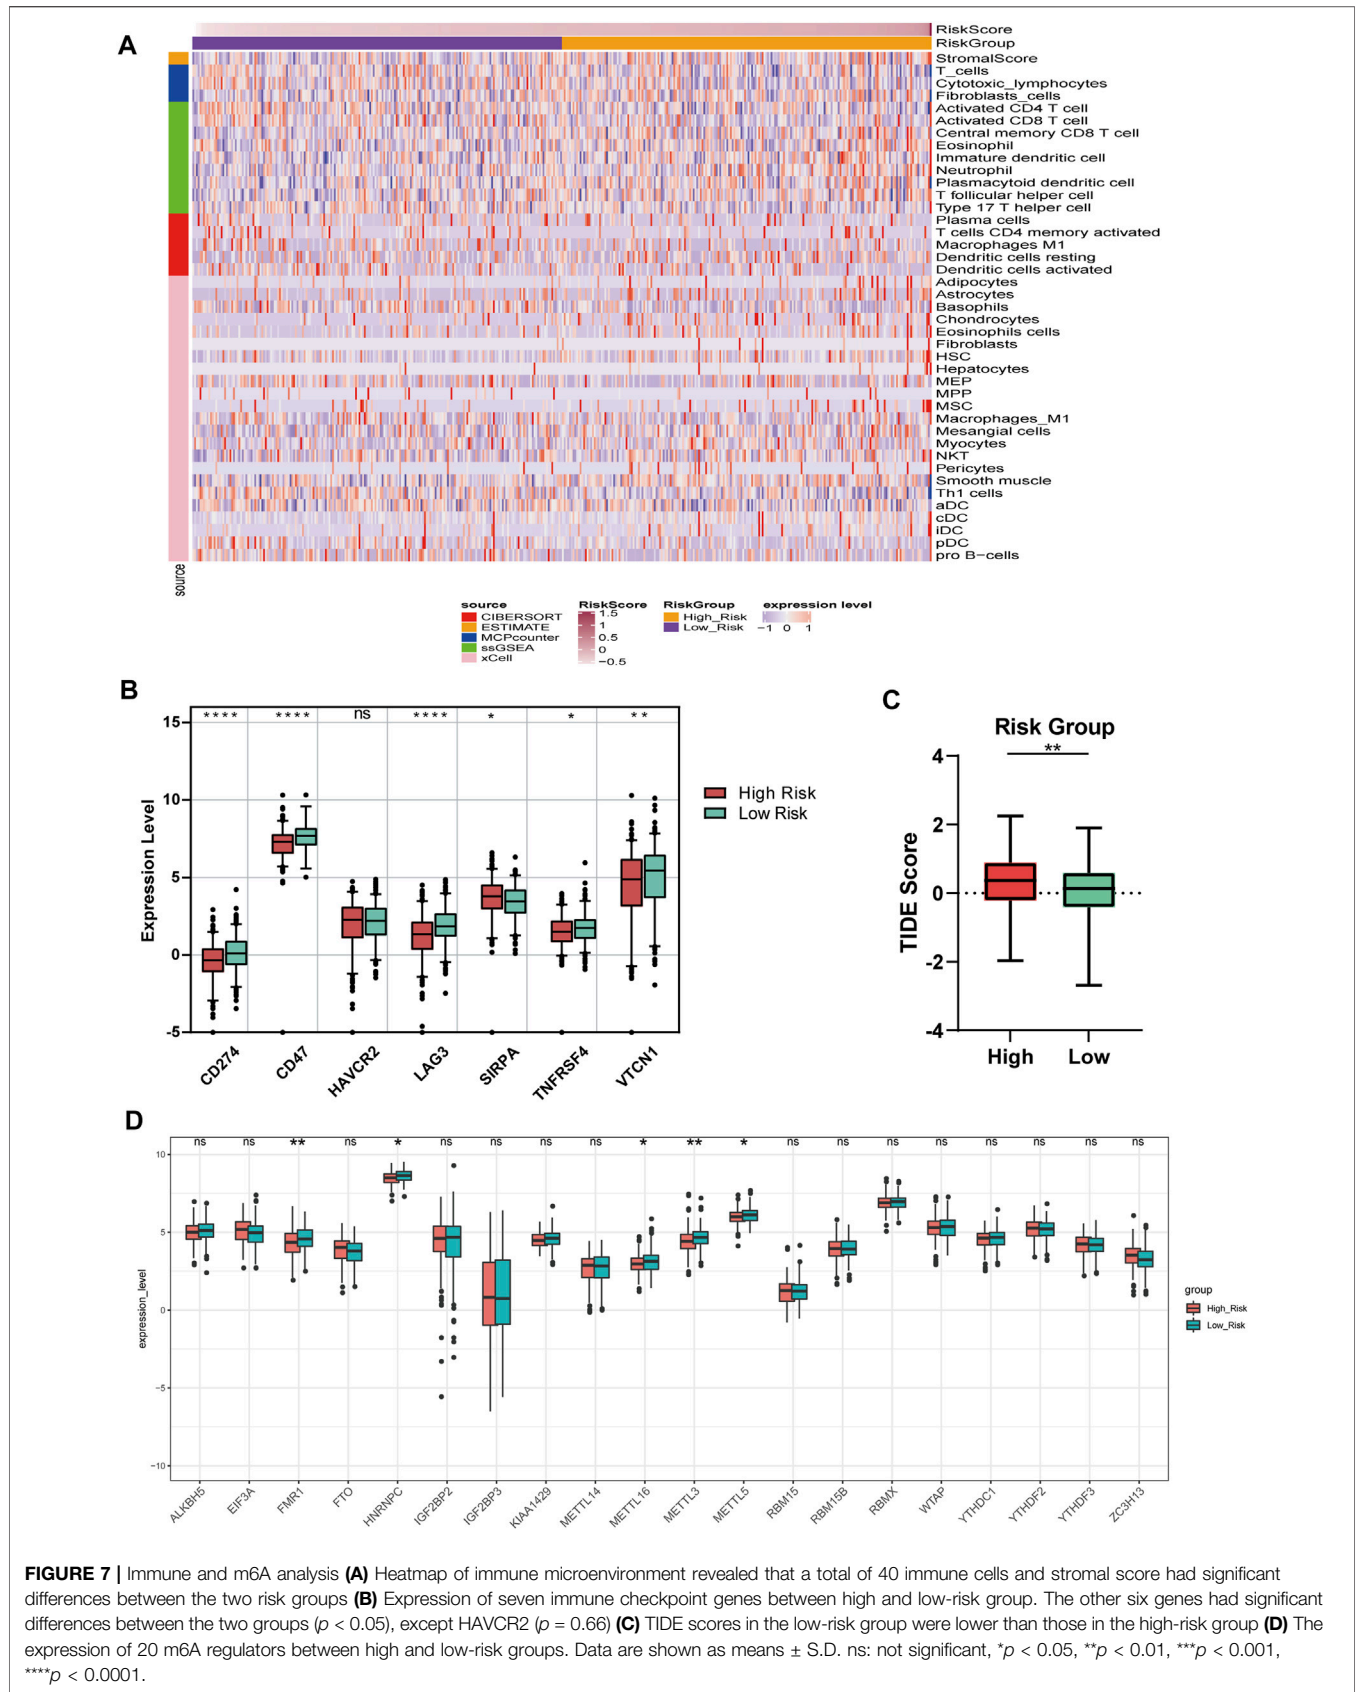 A
RiskScore
RiskGroup
StromalScore
T_cells
Cytotoxic_lymphocytes
Fibroblasts_cells
Activated CD4 T cell
Activated CD8 T cell
Central memory CD8 T cell
Eosinophil
Immature dendritic cell
Neutrophil
Plasmacytoid dendritic cell
T follicular helper cell
Type 17 T helper cell
Plasma cells
T cells CD4 memory activated
Macrophages M1
Dendritic cells resting
Dendritic cells activated
Adipocytes
Astrocytes
Basophils
Chondrocytes
Eosinophils cells
Fibroblasts
HSC
Hepatocytes
MEP
MPP
MSC
Macrophages_M1
Mesangial cells
Myocytes
NKT
Pericytes
Smooth muscle
Th1 cells
aDC
cDC
iDC
pDC
pro B−cells
source
source
CIBERSORT
ESTIMATE
MCPcounter
ssGSEA
xCell
RiskScore
1.5
1
0.5
0
−0.5
RiskGroup
High_Risk
Low_Risk
expression level
−1 0 1
B
**** **** ns **** * * **
15
10
5
0
-5
Expression Level
CD274 CD47 HAVCR2 LAG3 SIRPA TNFRSF4 VTCN1
High Risk
Low Risk
C
Risk Group
**
4
2
0
-2
-4
TIDE Score
High Low
D
ns ns ** ns * ns ns ns ns * ** * ns ns ns ns ns ns ns ns
10
5
0
−5
−10
expression_level
ALKBH5 EIF3A FMR1 FTO HNRNPC IGF2BP2 IGF2BP3 KIAA1429 METTL14 METTL16 METTL3 METTL5 RBM15 RBM15B RBMX WTAP YTHDC1 YTHDF2 YTHDF3 ZC3H13
group
High_Risk
Low_Risk
FIGURE 7 | Immune and m6A analysis (A) Heatmap of immune microenvironment revealed that a total of 40 immune cells and stromal score had significant
differences between the two risk groups (B) Expression of seven immune checkpoint genes between high and low-risk group. The other six genes had significant
differences between the two groups (p < 0.05), except HAVCR2 (p = 0.66) (C) TIDE scores in the low-risk group were lower than those in the high-risk group (D) The
expression of 20 m6A regulators between high and low-risk groups. Data are shown as means ± S.D. ns: not significant, *p < 0.05, **p < 0.01, ***p < 0.001,
****p < 0.0001.